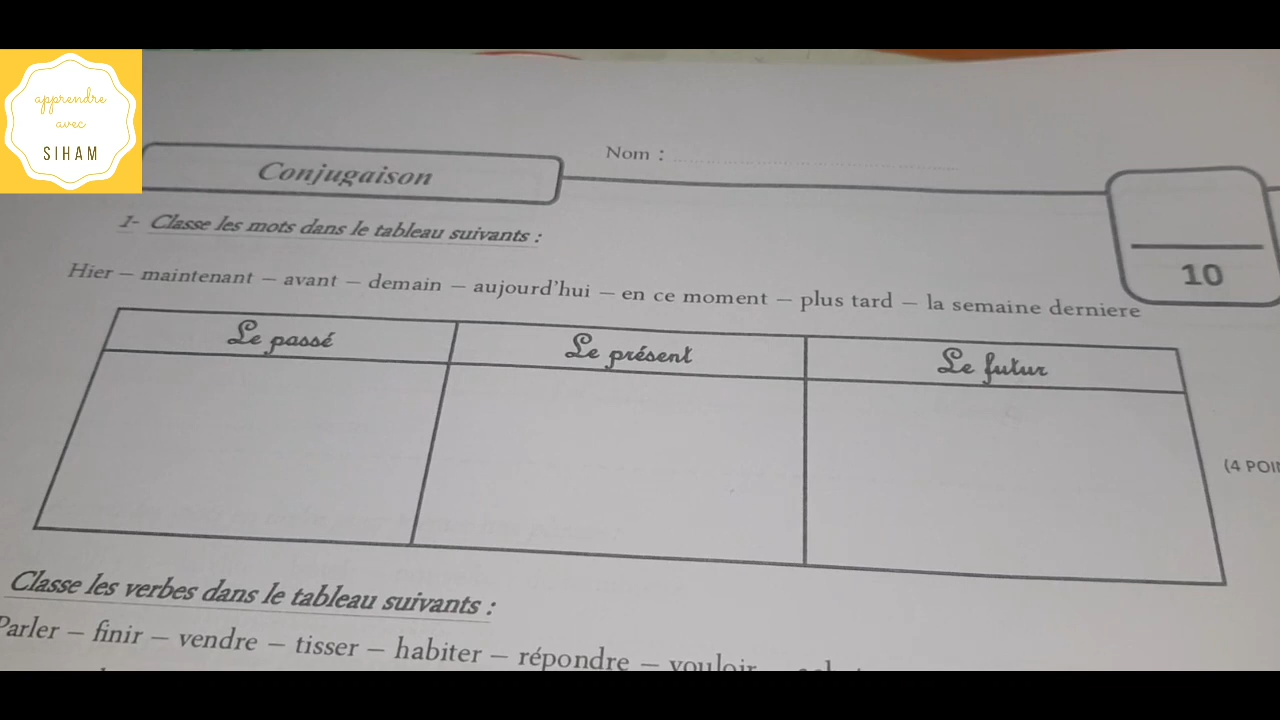 apprendre
avec
SIHAM
Nom :
Conjugaison
1- Classe les mots dans le tableau suivants :
Hier – maintenant – avant – demain – aujourd'hui – en ce moment – plus tard – la semaine derniere
10
Le passé
Le présent
Le futur
(4 POIN
Classe les verbes dans le tableau suivants :
Parler – finir – vendre – tisser – habiter – répondre – vouloir